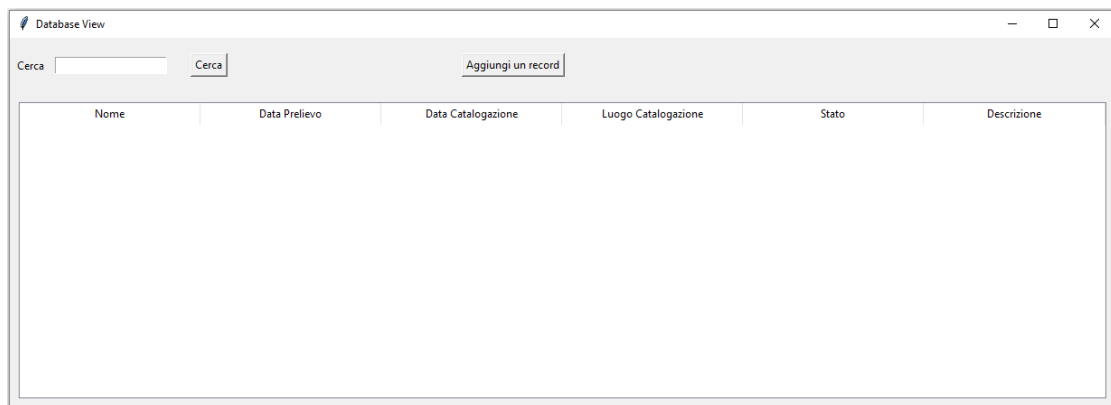 Database View
Cerca Cerca Aggiungi un record
Nome Data Prelievo Data Catalogazione Luogo Catalogazione Stato Descrizione